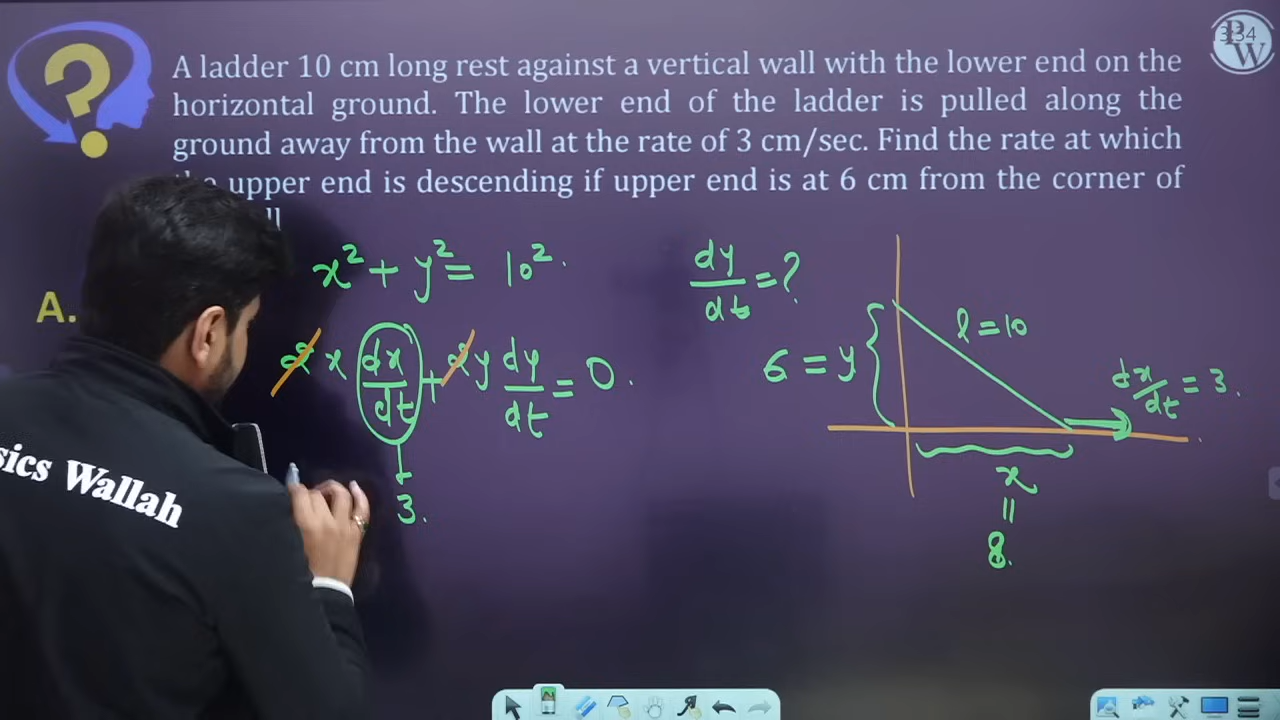 3:34
PW
A ladder 10 cm long rest against a vertical wall with the lower end on the
horizontal ground. The lower end of the ladder is pulled along the
ground away from the wall at the rate of 3 cm/sec. Find the rate at which
upper end is descending if upper end is at 6 cm from the corner of
x² + y² = 10².
dy/dt = ?
A.
2x dx/dt + 2y dy/dt = 0.
3.
l = 10
6 = y
dx/dt = 3.
x
=
8.
sics Wallah